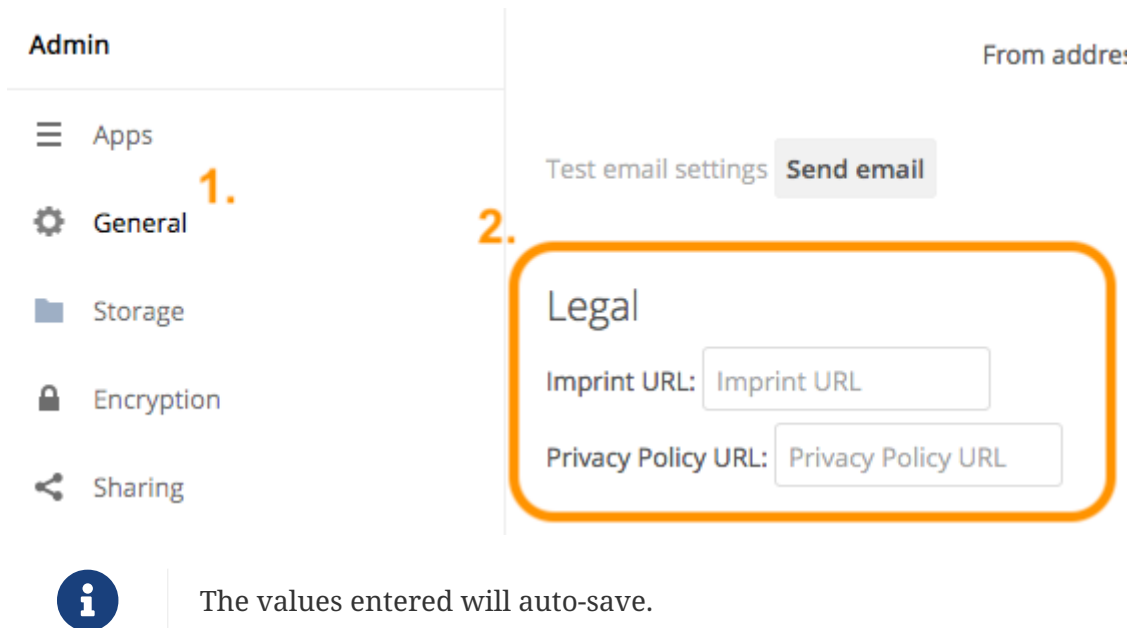 Admin
From addres
Apps
1.
General
Storage
Encryption
Sharing
Test email settings Send email
2.
Legal
Imprint URL: Imprint URL
Privacy Policy URL: Privacy Policy URL
The values entered will auto-save.